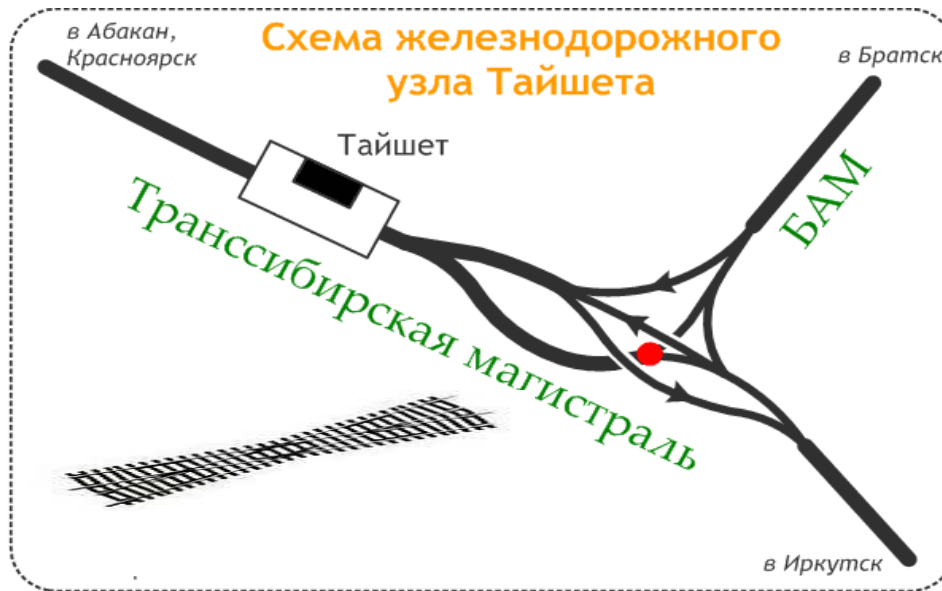 в Абакан,
Красноярск
Схема железнодорожного
узла Тайшета
в Братск
Тайшет
БАМ
Транссибирская магистраль
в Иркутск